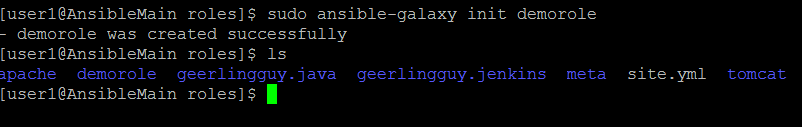 [user1@AnsibleMain roles]$ sudo ansible-galaxy init demorole
- demorole was created successfully
[user1@AnsibleMain roles]$ ls
apache  demorole  geerlingguy.java  geerlingguy.jenkins  meta  site.yml  tomcat
[user1@AnsibleMain roles]$